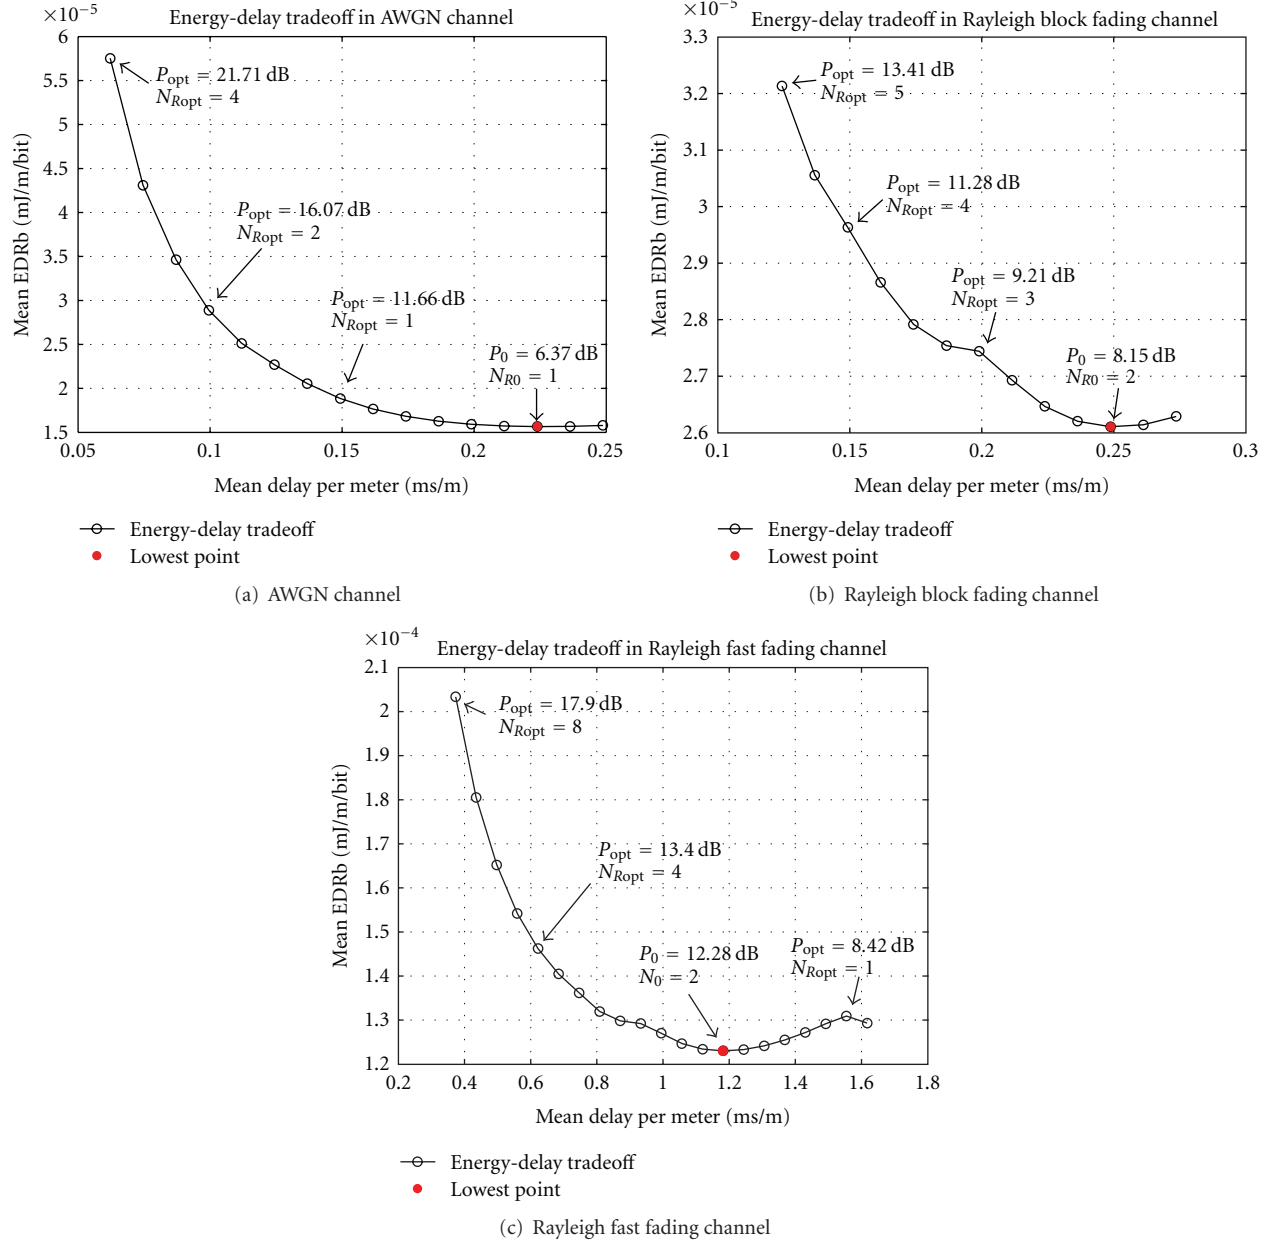 ×10⁻⁵
Energy-delay tradeoff in AWGN channel
6
5.5
5
4.5
4
3.5
3
2.5
2
1.5
Mean EDRb (mJ/m/bit)
P_opt = 21.71 dB
N_Ropt = 4
P_opt = 16.07 dB
N_Ropt = 2
P_opt = 11.66 dB
N_Ropt = 1
P_0 = 6.37 dB
N_R0 = 1
0.05 0.1 0.15 0.2 0.25
Mean delay per meter (ms/m)
Energy-delay tradeoff
Lowest point
(a) AWGN channel
×10⁻⁵
Energy-delay tradeoff in Rayleigh block fading channel
3.3
3.2
3.1
3
2.9
2.8
2.7
2.6
Mean EDRb (mJ/m/bit)
P_opt = 13.41 dB
N_Ropt = 5
P_opt = 11.28 dB
N_Ropt = 4
P_opt = 9.21 dB
N_Ropt = 3
P_0 = 8.15 dB
N_R0 = 2
0.1 0.15 0.2 0.25 0.3
Mean delay per meter (ms/m)
Energy-delay tradeoff
Lowest point
(b) Rayleigh block fading channel
×10⁻⁴
Energy-delay tradeoff in Rayleigh fast fading channel
2.1
2
1.9
1.8
1.7
1.6
1.5
1.4
1.3
1.2
Mean EDRb (mJ/m/bit)
P_opt = 17.9 dB
N_Ropt = 8
P_opt = 13.4 dB
N_Ropt = 4
P_0 = 12.28 dB
N_0 = 2
P_opt = 8.42 dB
N_Ropt = 1
0.2 0.4 0.6 0.8 1 1.2 1.4 1.6 1.8
Mean delay per meter (ms/m)
Energy-delay tradeoff
Lowest point
(c) Rayleigh fast fading channel